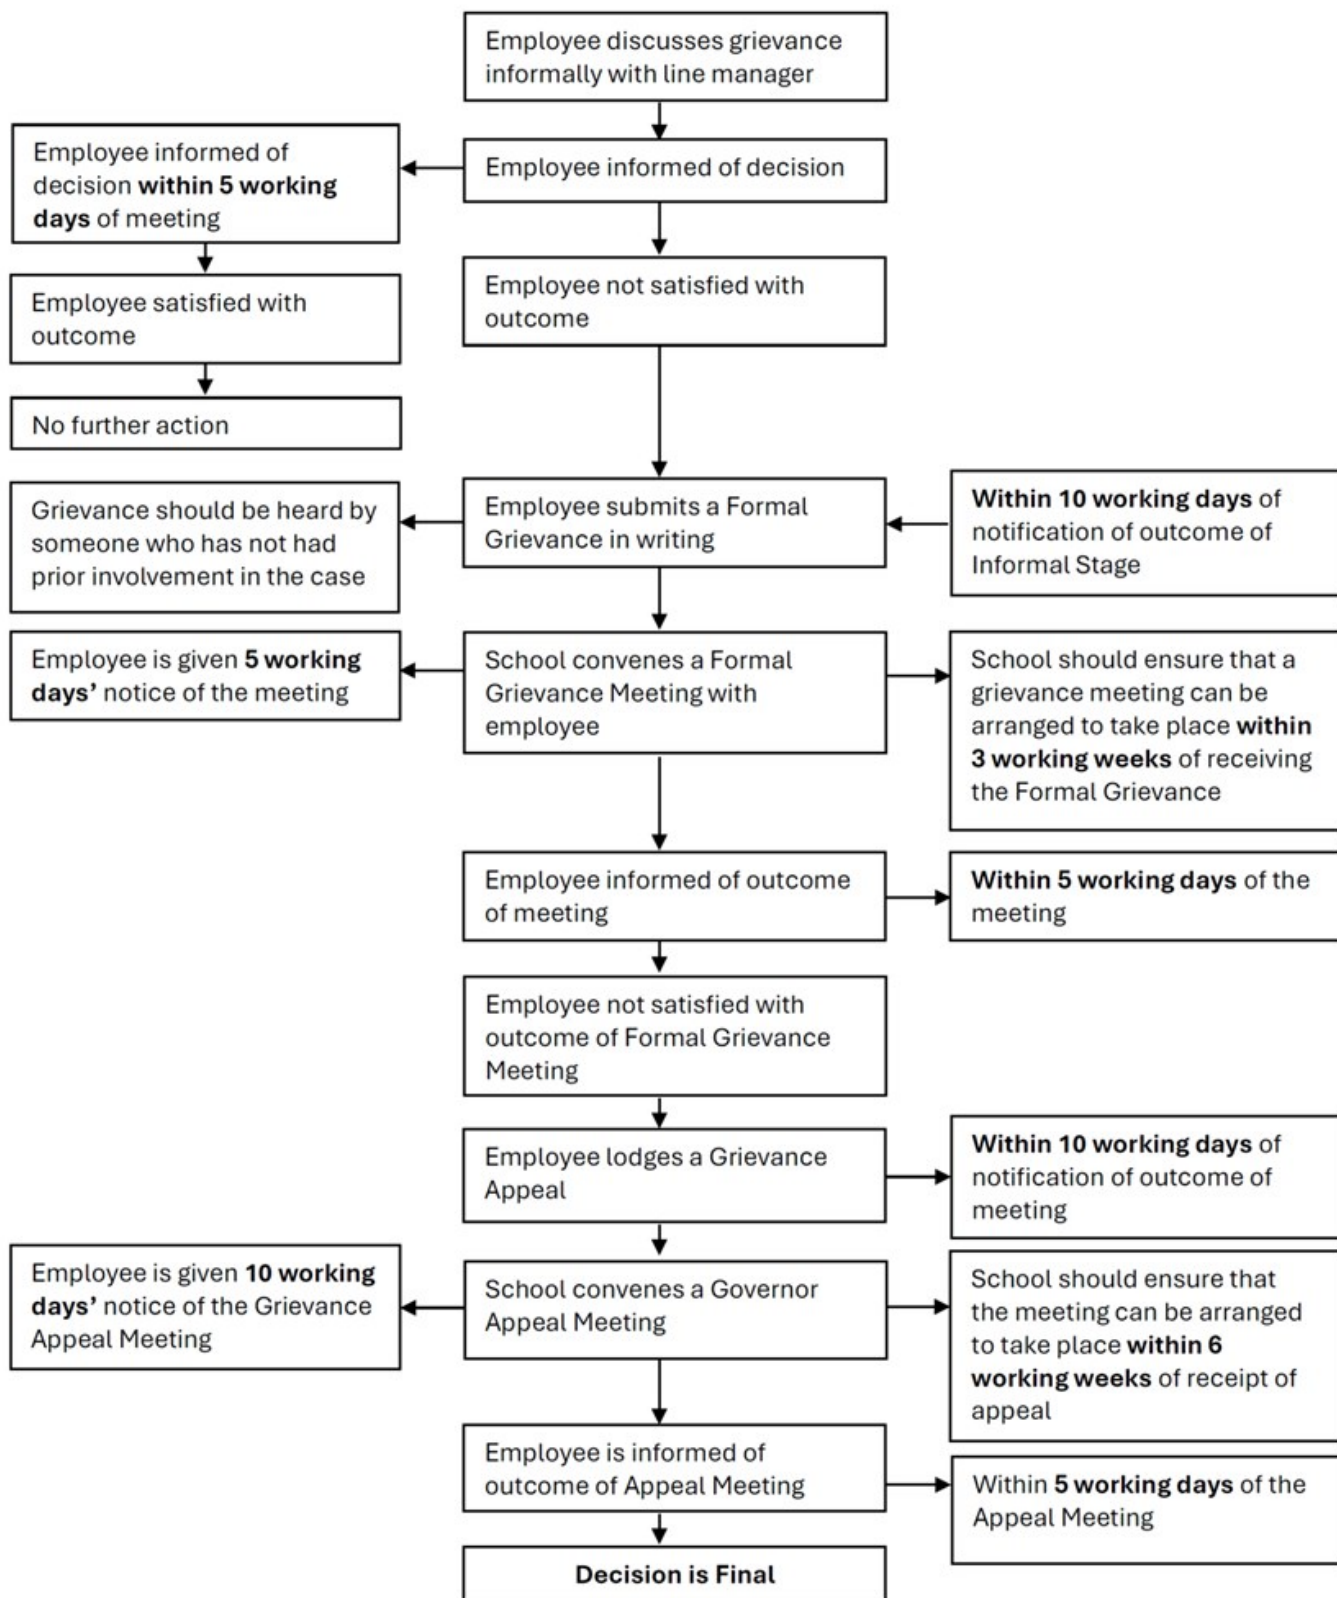 Employee discusses grievance
informally with line manager
Employee informed of
decision within 5 working
days of meeting
Employee informed of decision
Employee satisfied with
outcome
Employee not satisfied with
outcome
No further action
Grievance should be heard by
someone who has not had
prior involvement in the case
Employee submits a Formal
Grievance in writing
Within 10 working days of
notification of outcome of
Informal Stage
Employee is given 5 working
days’ notice of the meeting
School convenes a Formal
Grievance Meeting with
employee
School should ensure that a
grievance meeting can be
arranged to take place within
3 working weeks of receiving
the Formal Grievance
Employee informed of outcome
of meeting
Within 5 working days of the
meeting
Employee not satisfied with
outcome of Formal Grievance
Meeting
Employee lodges a Grievance
Appeal
Within 10 working days of
notification of outcome of
meeting
Employee is given 10 working
days’ notice of the Grievance
Appeal Meeting
School convenes a Governor
Appeal Meeting
School should ensure that
the meeting can be arranged
to take place within 6
working weeks of receipt of
appeal
Employee is informed of
outcome of Appeal Meeting
Within 5 working days of the
Appeal Meeting
Decision is Final